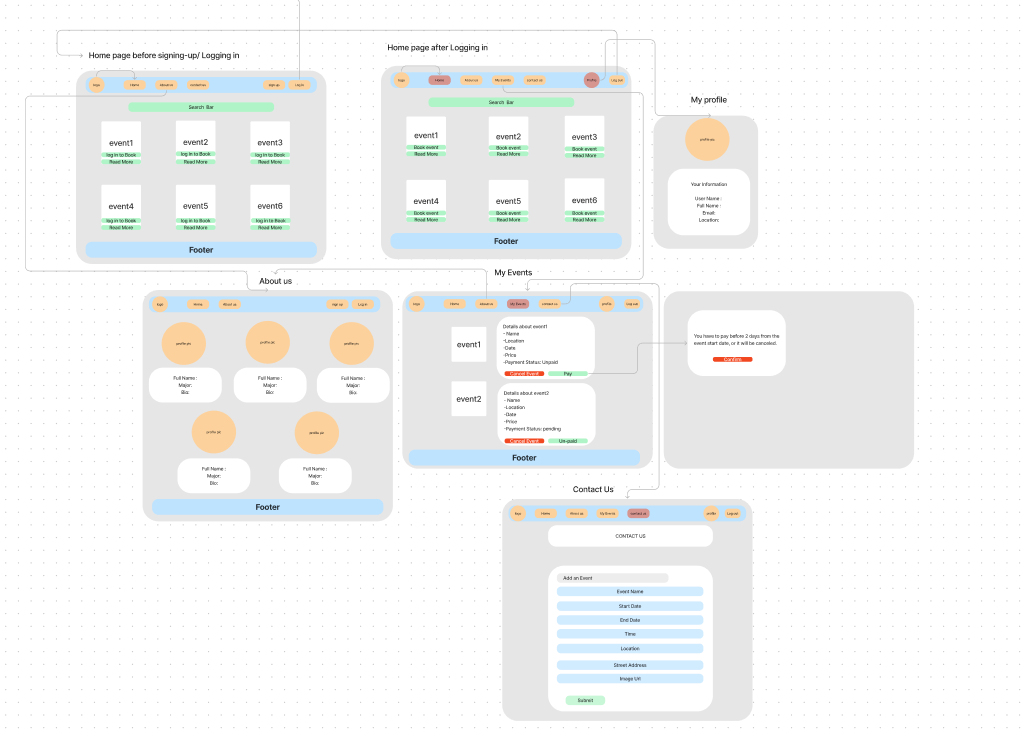 Home page before signing-up/ Logging in
logo
Home
About us
contact us
sign up
Log in
Search Bar
event1
log in to Book
Read More
event2
log in to Book
Read More
event3
log in to Book
Read More
event4
log in to Book
Read More
event5
log in to Book
Read More
event6
log in to Book
Read More
Footer
Home page after Logging in
logo
Home
About us
My Events
contact us
Profile
Log out
Search Bar
event1
Book event
Read More
event2
Book event
Read More
event3
Book event
Read More
event4
Book event
Read More
event5
Book event
Read More
event6
Book event
Read More
Footer
My profile
profile pic
Your Information
User Name :
Full Name :
Email:
Location:
About us
logo
Home
About us
sign up
Log in
profile pic
profile pic
profile pic
Full Name :
Major:
Bio:
Full Name :
Major:
Bio:
Full Name :
Major:
Bio:
profile pic
profile pic
Full Name :
Major:
Bio:
Full Name :
Major:
Bio:
Footer
My Events
logo
Home
About us
My Events
contact us
profile
Log out
event1
Details about event1
- Name
-Location
-Date
-Price
-Payment Status: Unpaid
Cancel Event
Pay
event2
Details about event2
- Name
-Location
-Date
-Price
-Payment Status: pending
Cancel Event
Un-paid
Footer
You have to pay before 2 days from the
event start date, or it will be canceled.
Confirm
Contact Us
logo
Home
About us
My Events
contact us
profile
Log out
CONTACT US
Add an Event
Event Name
Start Date
End Date
Time
Location
Street Address
Image Url
Submit